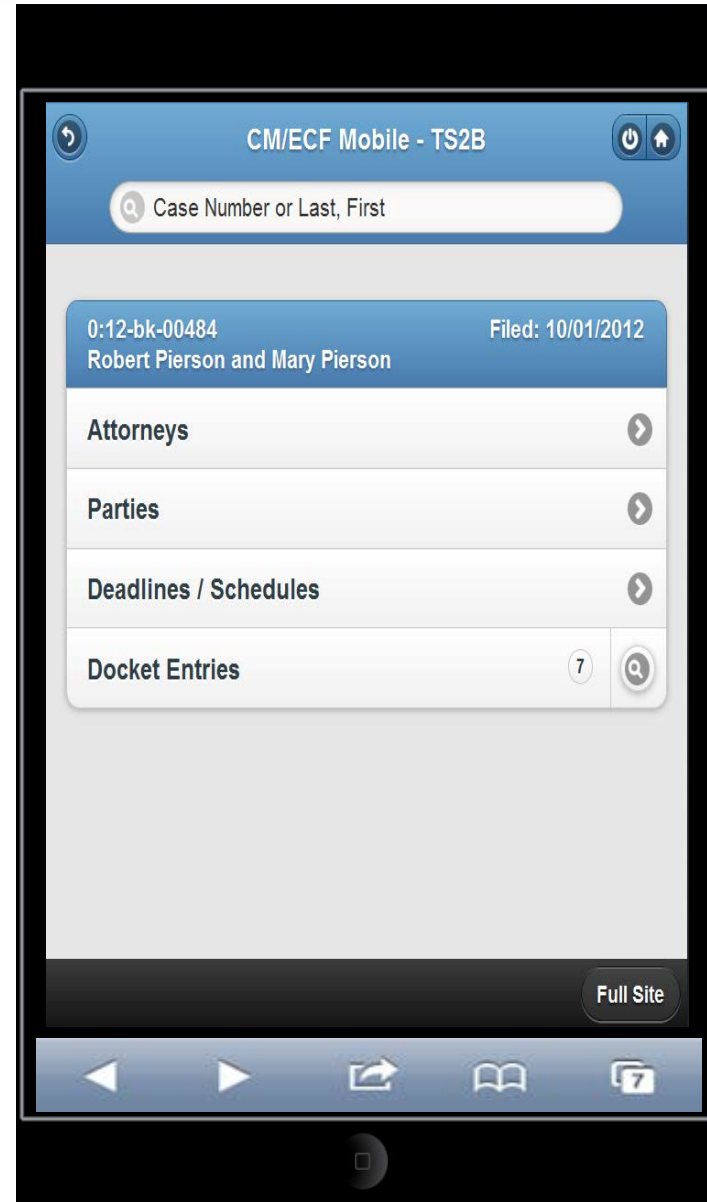 CM/ECF Mobile - TS2B
Case Number or Last, First
0:12-bk-00484 Filed: 10/01/2012
Robert Pierson and Mary Pierson
Attorneys
Parties
Deadlines / Schedules
Docket Entries 7
Full Site
7